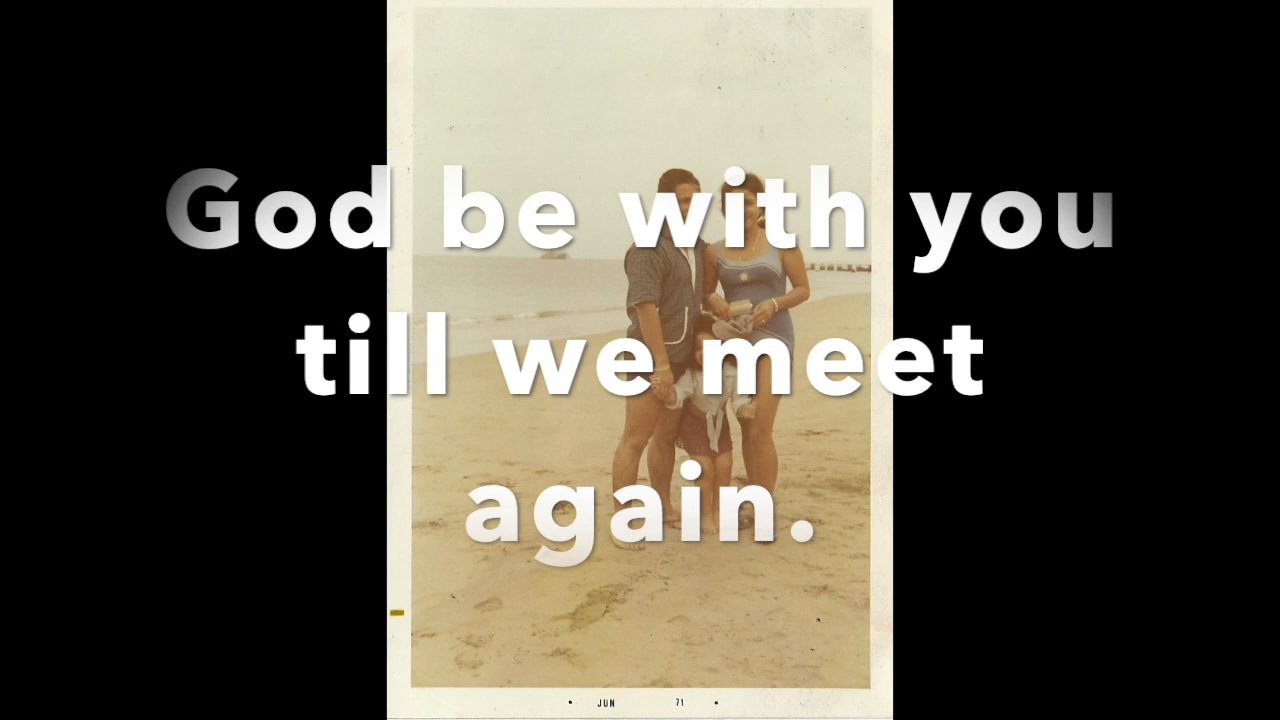 God be with you
till we meet
again.
• JUN 71 •